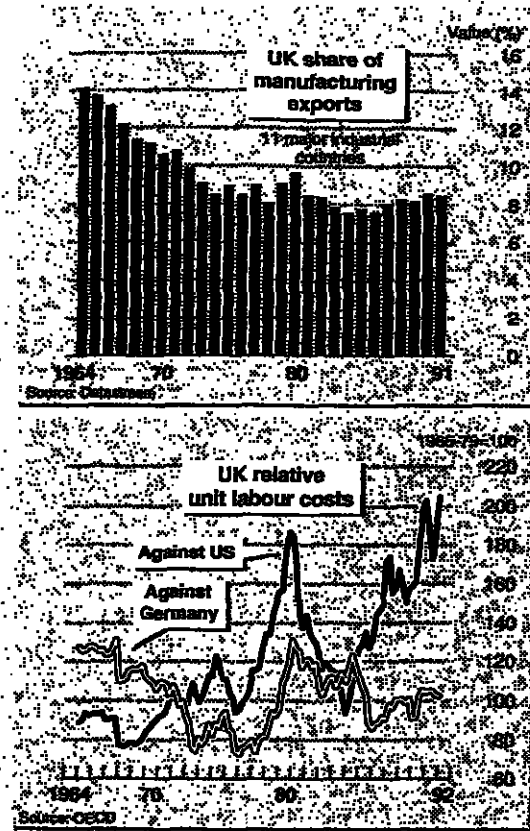 Value (%)
16
UK share of
manufacturing
exports
14
12
11 major industrial
countries
10
8
6
4
2
0
1964 70 80 91
Source: Datastream
1965-79=100
220
UK relative
unit labour costs
200
Against US
180
160
Against
Germany
140
120
100
80
60
1964 70 80 92
Source: OECD